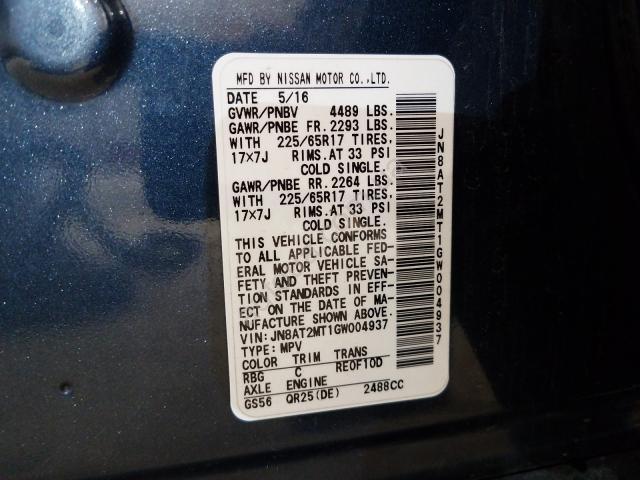 MFD BY NISSAN MOTOR CO.,LTD.
DATE 5/16
GVWR/PNBV 4489 LBS.
GAWR/PNBE FR. 2293 LBS.
WITH 225/65R17 TIRES,
17×7J RIMS.AT 33 PSI
COLD SINGLE.
GAWR/PNBE RR. 2264 LBS.
WITH 225/65R17 TIRES,
17×7J RIMS.AT 33 PSI
COLD SINGLE.
THIS VEHICLE CONFORMS
TO ALL APPLICABLE FED-
ERAL MOTOR VEHICLE SA-
FETY AND THEFT PREVEN-
TION STANDARDS IN EFF-
ECT ON THE DATE OF MA-
NUFACTURE SHOWN ABOVE.
VIN: JN8AT2MT1GW004937
TYPE: MPV
COLOR TRIM TRANS
RBG C RE0F10D
AXLE ENGINE
GS56 QR25(DE) 2488CC
JN8AT2MT1GW004937